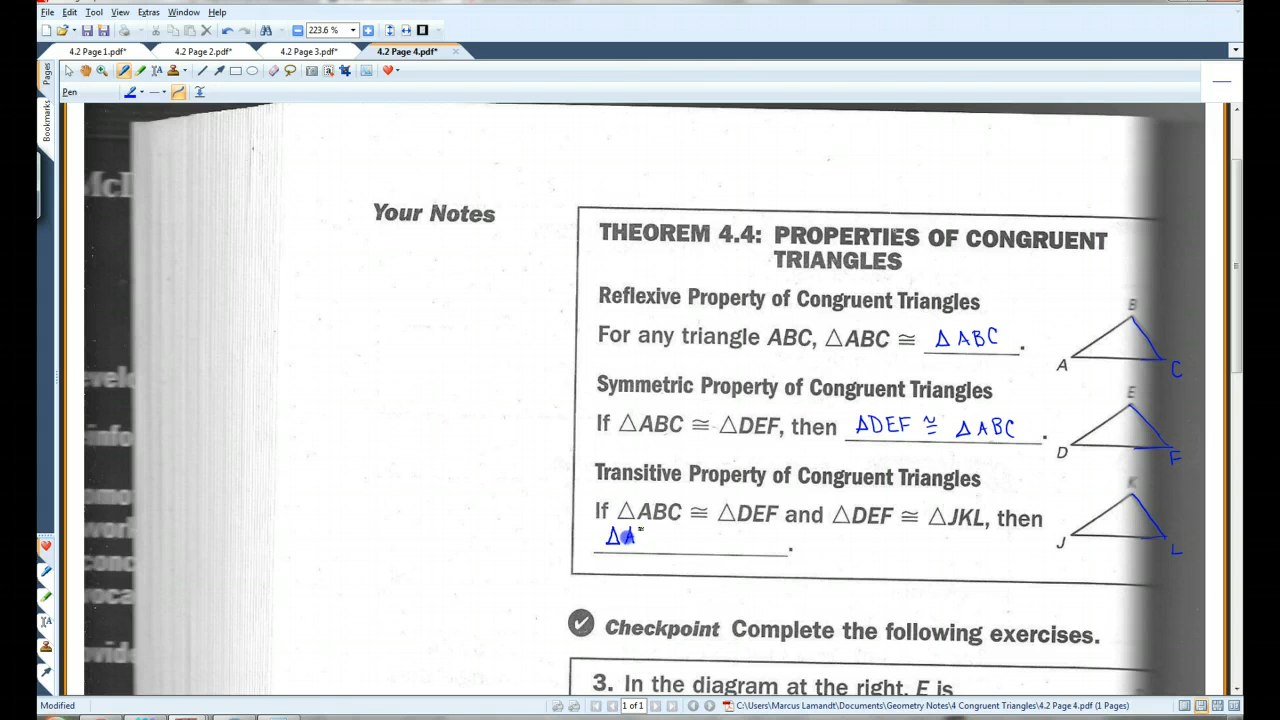 File Edit Tool View Extras Window Help
223.6 %
4.2 Page 1.pdf* 4.2 Page 2.pdf* 4.2 Page 3.pdf* 4.2 Page 4.pdf*
Pen
Pages
Bookmarks
Your Notes
THEOREM 4.4: PROPERTIES OF CONGRUENT
TRIANGLES
Reflexive Property of Congruent Triangles
For any triangle ABC, △ABC ≅ △ABC.
Symmetric Property of Congruent Triangles
If △ABC ≅ △DEF, then △DEF ≅ △ABC.
Transitive Property of Congruent Triangles
If △ABC ≅ △DEF and △DEF ≅ △JKL, then
△A .
B
A
C
E
D
F
K
J
L
Checkpoint Complete the following exercises.
3. In the diagram at the right, E is
Modified
1 of 1
C:\Users\Marcus Lamandt\Documents\Geometry Notes\4 Congruent Triangles\4.2 Page 4.pdf (1 Pages)